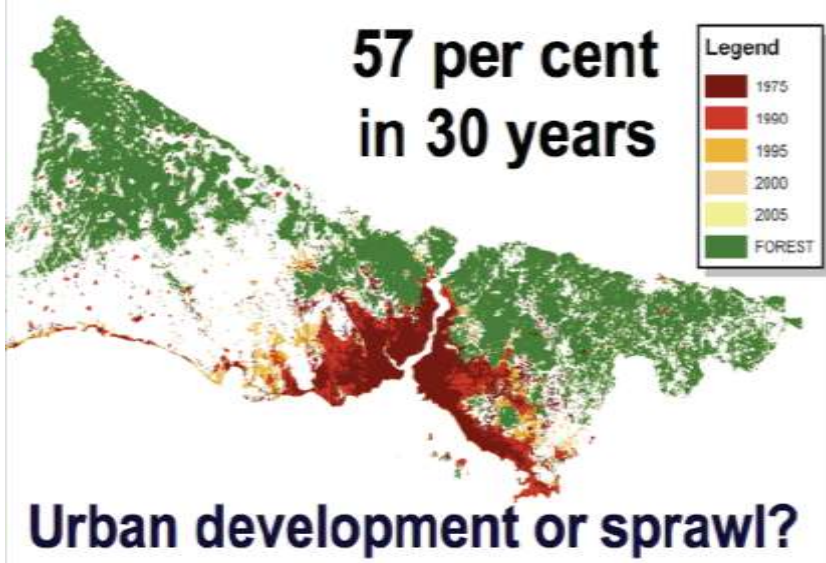 57 per cent
in 30 years
Legend
1975
1990
1995
2000
2005
FOREST
Urban development or sprawl?